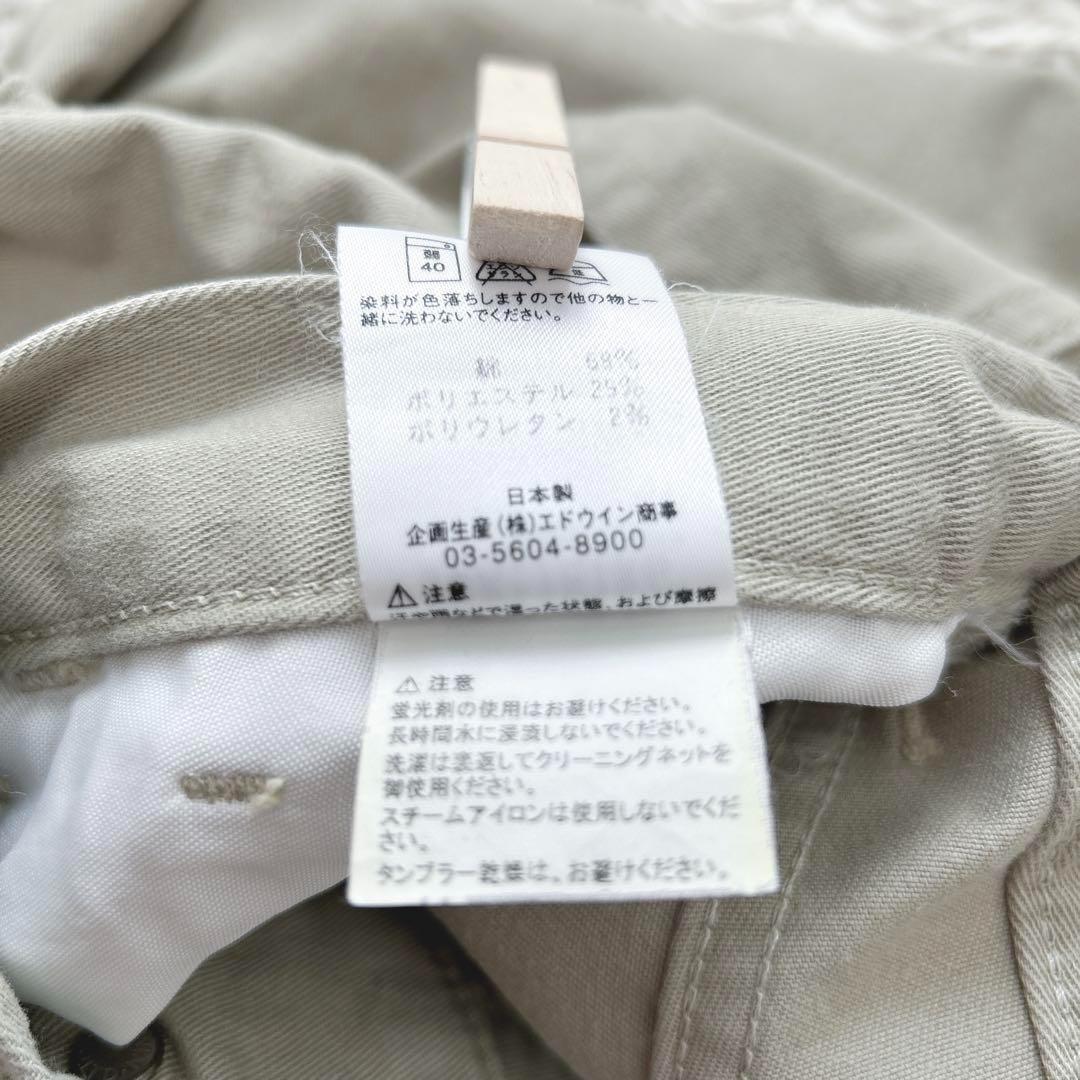 40
染料が色落ちしますので他の物と一
緒に洗わないでください。
綿 68%
ポリエステル 25%
ポリウレタン 2%
日本製
企画生産(株)エドウイン商事
03-5604-8900
⚠ 注意
状態、および摩擦
⚠ 注意
蛍光剤の使用はお避けください。
長時間水に浸漬しないでください。
洗濯は裏返してクリーニングネットを
御使用ください。
スチームアイロンは使用しないでくだ
さい。
タンブラー乾燥は、お避けください。